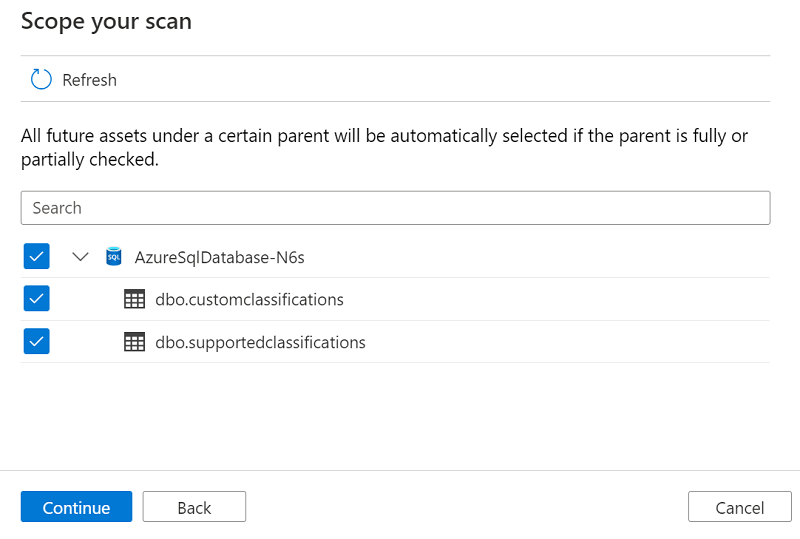 Scope your scan
Refresh
All future assets under a certain parent will be automatically selected if the parent is fully or
partially checked.
Search
SQL
AzureSqlDatabase-N6s
dbo.customclassifications
dbo.supportedclassifications
Continue
Back
Cancel